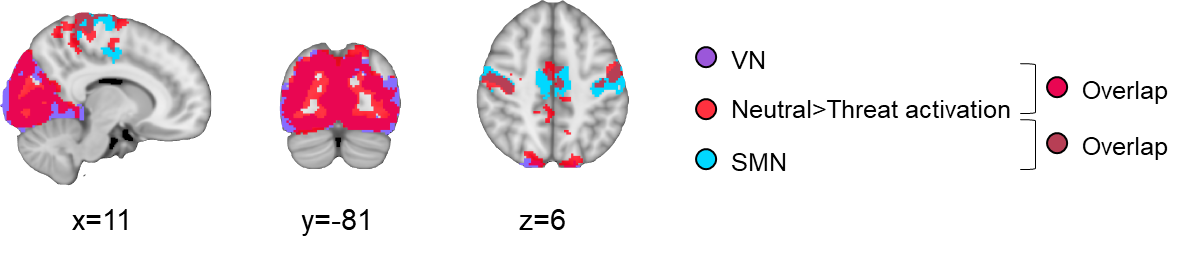 VN
Neutral>Threat activation
SMN
Overlap
Overlap
x=11
y=-81
z=6